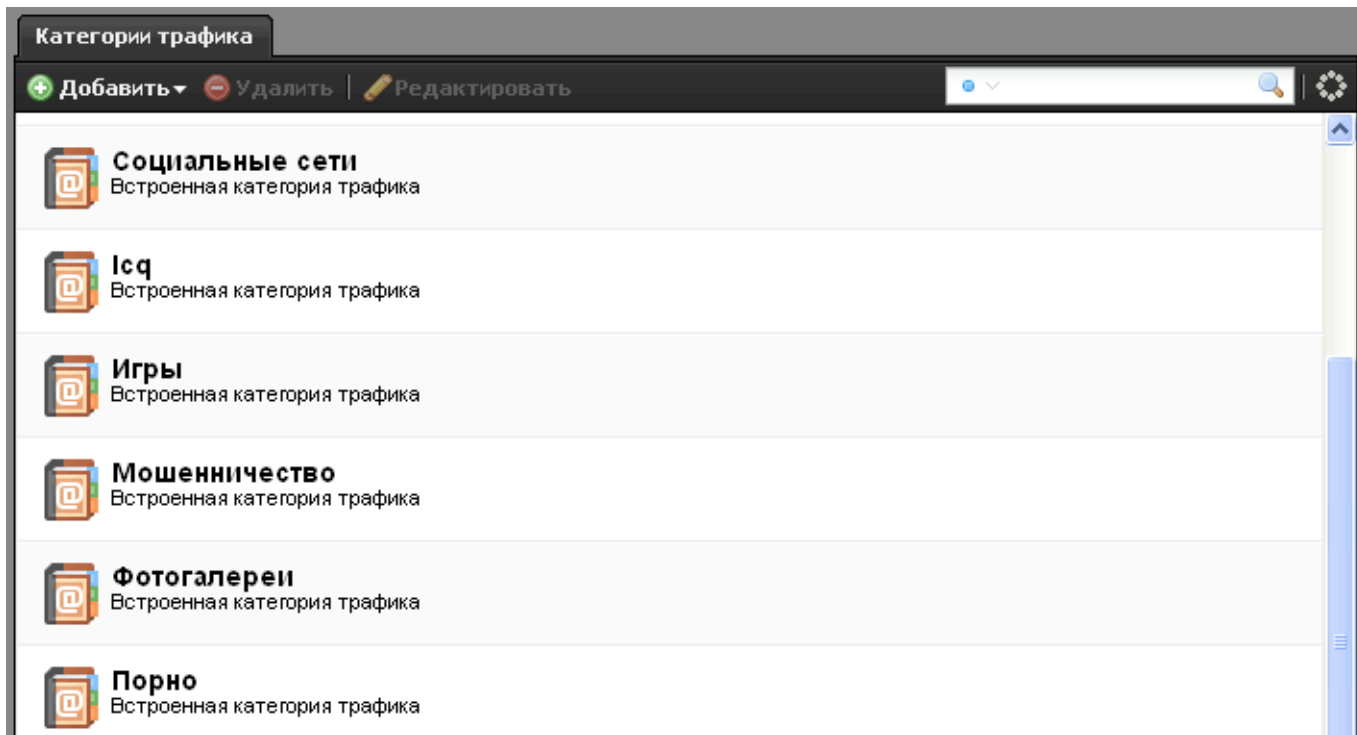 Категории трафика
Добавить Удалить Редактировать
Социальные сети
Встроенная категория трафика
Icq
Встроенная категория трафика
Игры
Встроенная категория трафика
Мошенничество
Встроенная категория трафика
Фотогалереи
Встроенная категория трафика
Порно
Встроенная категория трафика